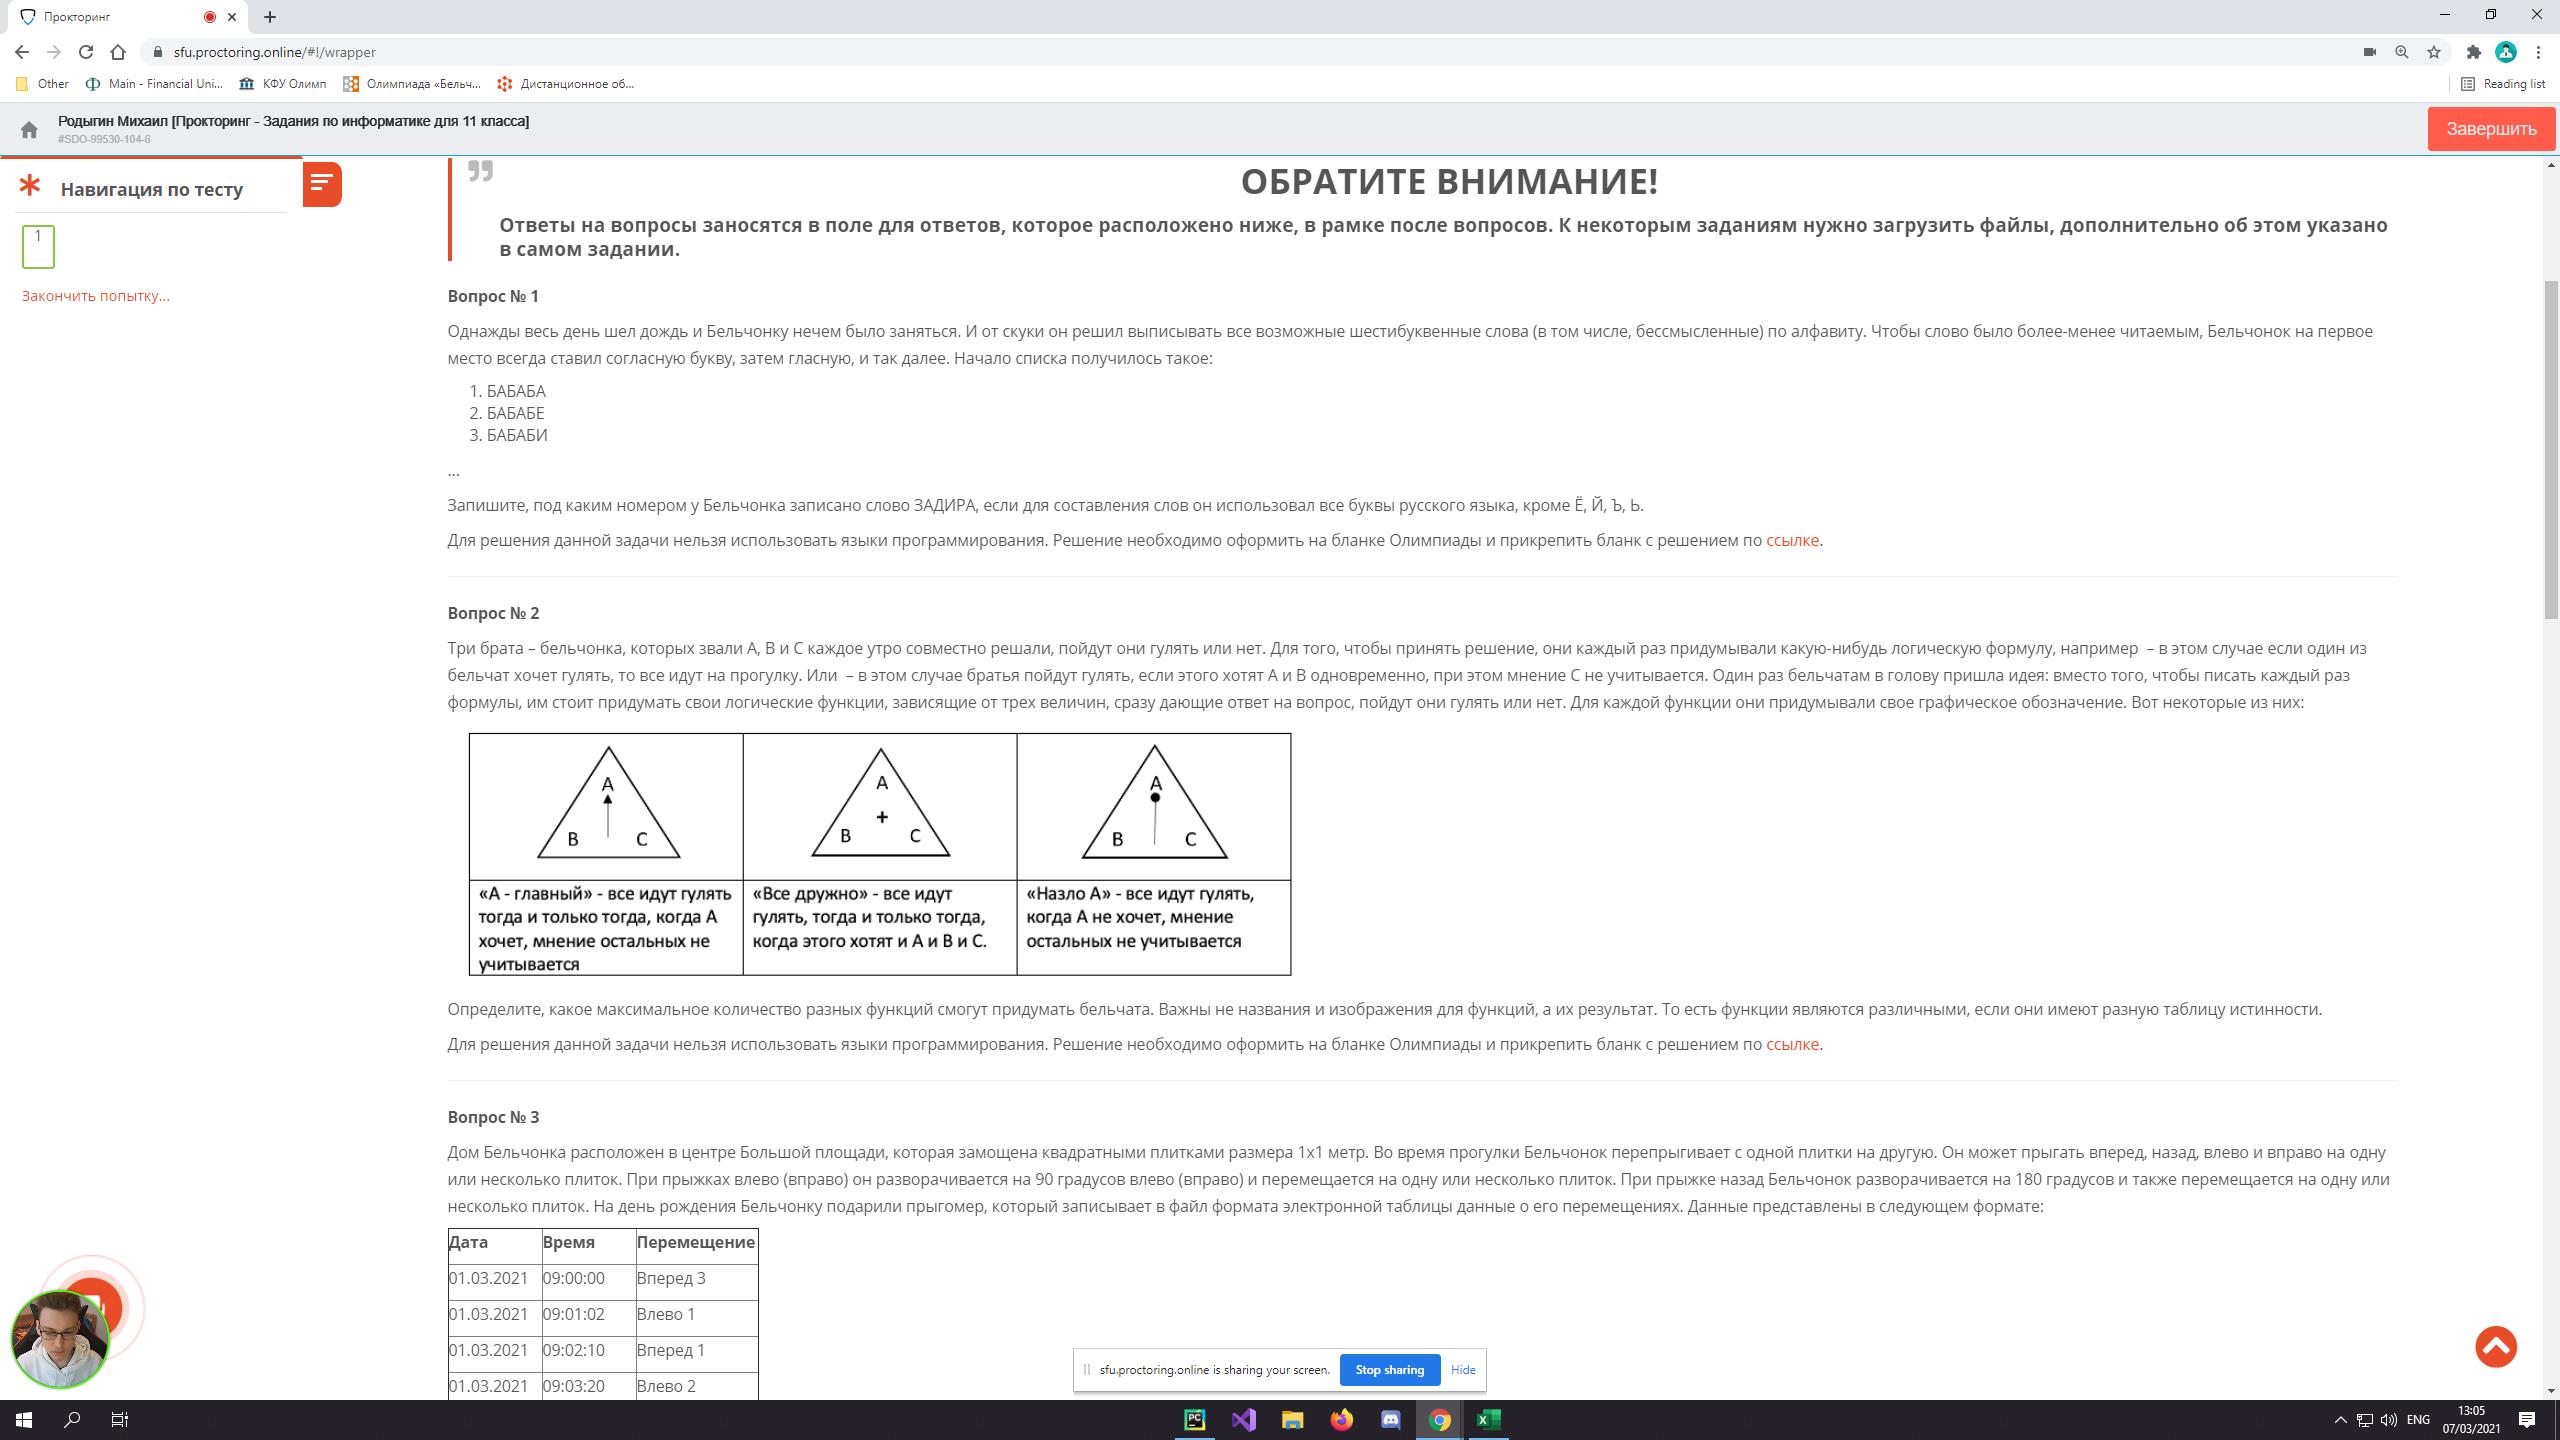 Прокторинг
sfu.proctoring.online/#!/wrapper
Other
Main - Financial Uni...
КФУ Олимп
Олимпиада «Бельч...
Дистанционное об...
Reading list
Родыгин Михаил [Прокторинг - Задания по информатике для 11 класса]
#SDO-99530-104-6
Завершить
Навигация по тесту
1
Закончить попытку...
ОБРАТИТЕ ВНИМАНИЕ!
Ответы на вопросы заносятся в поле для ответов, которое расположено ниже, в рамке после вопросов. К некоторым заданиям нужно загрузить файлы, дополнительно об этом указано
в самом задании.
Вопрос № 1
Однажды весь день шел дождь и Бельчонку нечем было заняться. И от скуки он решил выписывать все возможные шестибуквенные слова (в том числе, бессмысленные) по алфавиту. Чтобы слово было более-менее читаемым, Бельчонок на первое
место всегда ставил согласную букву, затем гласную, и так далее. Начало списка получилось такое:
1. БАБАБА
2. БАБАБЕ
3. БАБАБИ
...
Запишите, под каким номером у Бельчонка записано слово ЗАДИРА, если для составления слов он использовал все буквы русского языка, кроме Ё, Й, Ъ, Ь.
Для решения данной задачи нельзя использовать языки программирования. Решение необходимо оформить на бланке Олимпиады и прикрепить бланк с решением по ссылке.
Вопрос № 2
Три брата – бельчонка, которых звали А, В и С каждое утро совместно решали, пойдут они гулять или нет. Для того, чтобы принять решение, они каждый раз придумывали какую-нибудь логическую формулу, например – в этом случае если один из
бельчат хочет гулять, то все идут на прогулку. Или – в этом случае братья пойдут гулять, если этого хотят А и В одновременно, при этом мнение С не учитывается. Один раз бельчатам в голову пришла идея: вместо того, чтобы писать каждый раз
формулы, им стоит придумать свои логические функции, зависящие от трех величин, сразу дающие ответ на вопрос, пойдут они гулять или нет. Для каждой функции они придумывали свое графическое обозначение. Вот некоторые из них:
A
B C
A
+
B C
A
B C
«А - главный» - все идут гулять
тогда и только тогда, когда А
хочет, мнение остальных не
учитывается
«Все дружно» - все идут
гулять, тогда и только тогда,
когда этого хотят и А и В и С.
«Назло А» - все идут гулять,
когда А не хочет, мнение
остальных не учитывается
Определите, какое максимальное количество разных функций смогут придумать бельчата. Важны не названия и изображения для функций, а их результат. То есть функции являются различными, если они имеют разную таблицу истинности.
Для решения данной задачи нельзя использовать языки программирования. Решение необходимо оформить на бланке Олимпиады и прикрепить бланк с решением по ссылке.
Вопрос № 3
Дом Бельчонка расположен в центре Большой площади, которая замощена квадратными плитками размера 1х1 метр. Во время прогулки Бельчонок перепрыгивает с одной плитки на другую. Он может прыгать вперед, назад, влево и вправо на одну
или несколько плиток. При прыжках влево (вправо) он разворачивается на 90 градусов влево (вправо) и перемещается на одну или несколько плиток. При прыжке назад Бельчонок разворачивается на 180 градусов и также перемещается на одну или
несколько плиток. На день рождения Бельчонку подарили прыгомер, который записывает в файл формата электронной таблицы данные о его перемещениях. Данные представлены в следующем формате:
Дата Время Перемещение
01.03.2021 09:00:00 Вперед 3
01.03.2021 09:01:02 Влево 1
01.03.2021 09:02:10 Вперед 1
01.03.2021 09:03:20 Влево 2
sfu.proctoring.online is sharing your screen.
Stop sharing
Hide
PC
ENG
13:05
07/03/2021